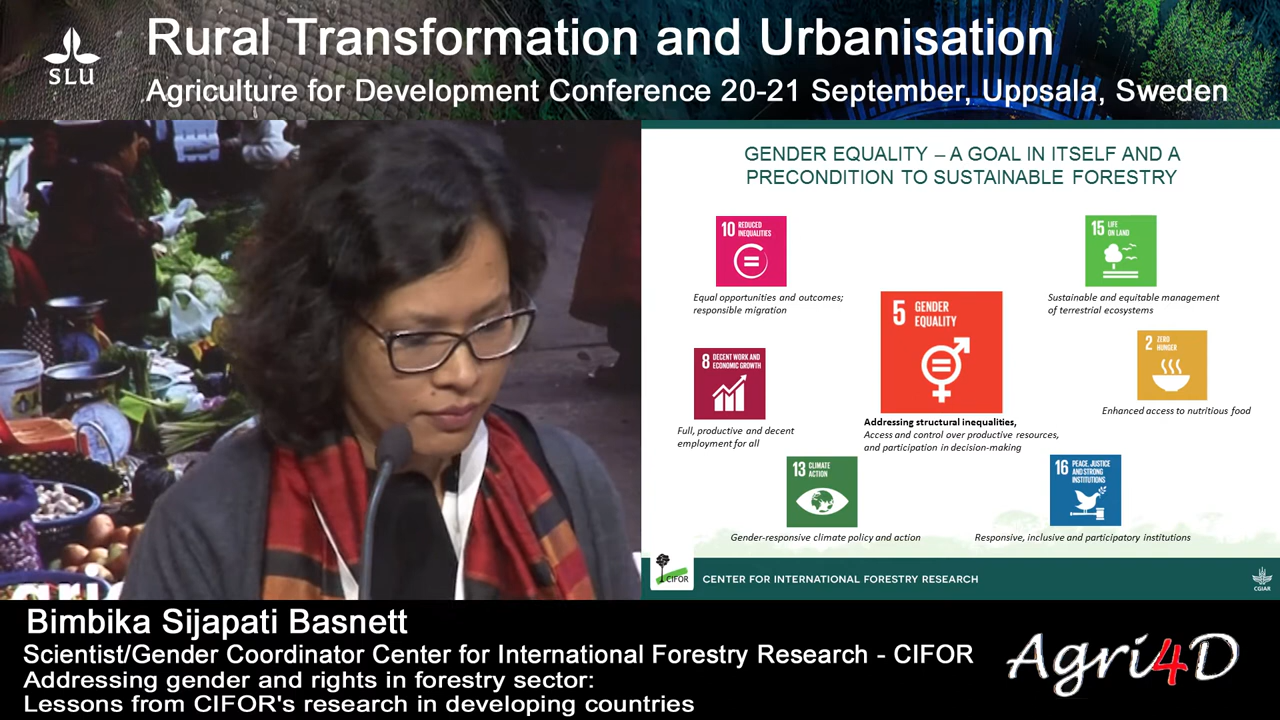 SLU
Rural Transformation and Urbanisation
Agriculture for Development Conference 20-21 September, Uppsala, Sweden
GENDER EQUALITY – A GOAL IN ITSELF AND A
PRECONDITION TO SUSTAINABLE FORESTRY
10 REDUCED
INEQUALITIES
Equal opportunities and outcomes;
responsible migration
15 LIFE
ON LAND
Sustainable and equitable management
of terrestrial ecosystems
5 GENDER
EQUALITY
Addressing structural inequalities,
Access and control over productive resources,
and participation in decision-making
8 DECENT WORK AND
ECONOMIC GROWTH
Full, productive and decent
employment for all
2 ZERO
HUNGER
Enhanced access to nutritious food
13 CLIMATE
ACTION
Gender-responsive climate policy and action
16 PEACE, JUSTICE
AND STRONG
INSTITUTIONS
Responsive, inclusive and participatory institutions
CIFOR
CENTER FOR INTERNATIONAL FORESTRY RESEARCH
CGIAR
Bimbika Sijapati Basnett
Scientist/Gender Coordinator Center for International Forestry Research - CIFOR
Addressing gender and rights in forestry sector:
Lessons from CIFOR's research in developing countries
Agri4D